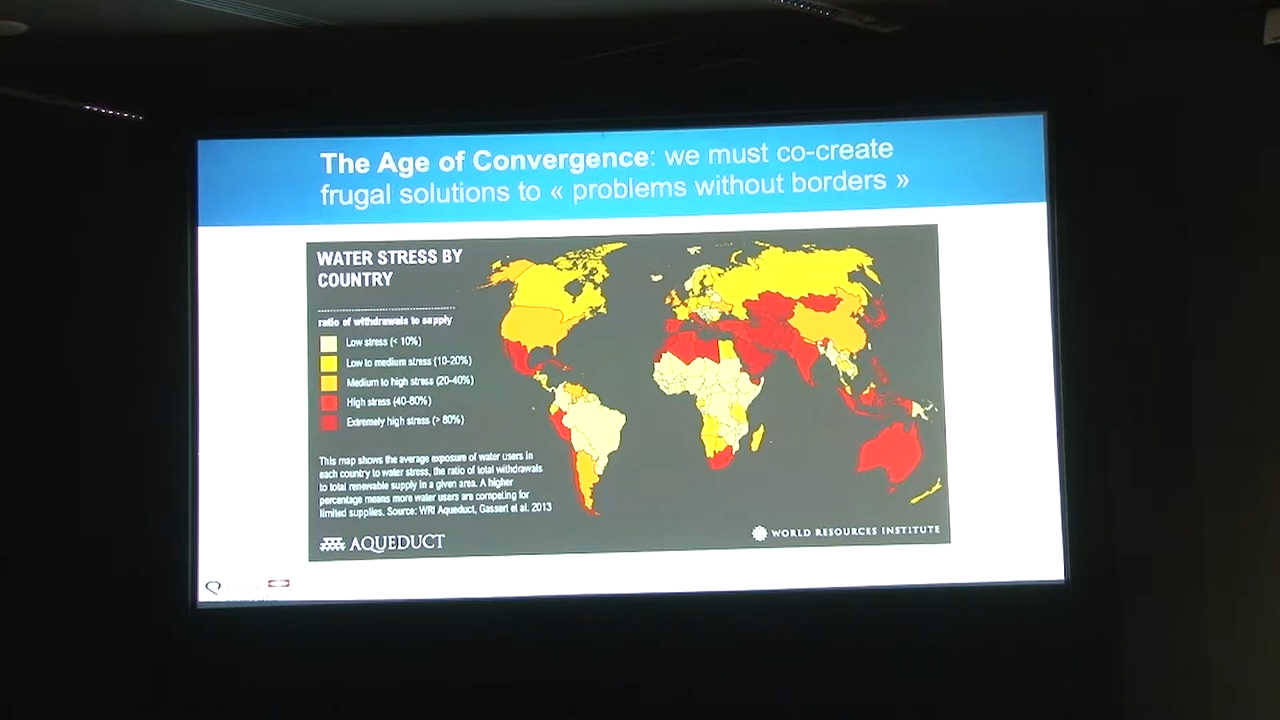 The Age of Convergence: we must co-create
frugal solutions to « problems without borders »
WATER STRESS BY
COUNTRY
ratio of withdrawals to supply
Low stress (< 10%)
Low to medium stress (10-20%)
Medium to high stress (20-40%)
High stress (40-80%)
Extremely high stress (> 80%)
This map shows the average exposure of water users in
each country to water stress, the ratio of total withdrawals
to total renewable supply in a given area. A higher
percentage means more water users are competing for
limited supplies. Source: WRI Aqueduct, Gassert et al. 2013
AQUEDUCT
WORLD RESOURCES INSTITUTE